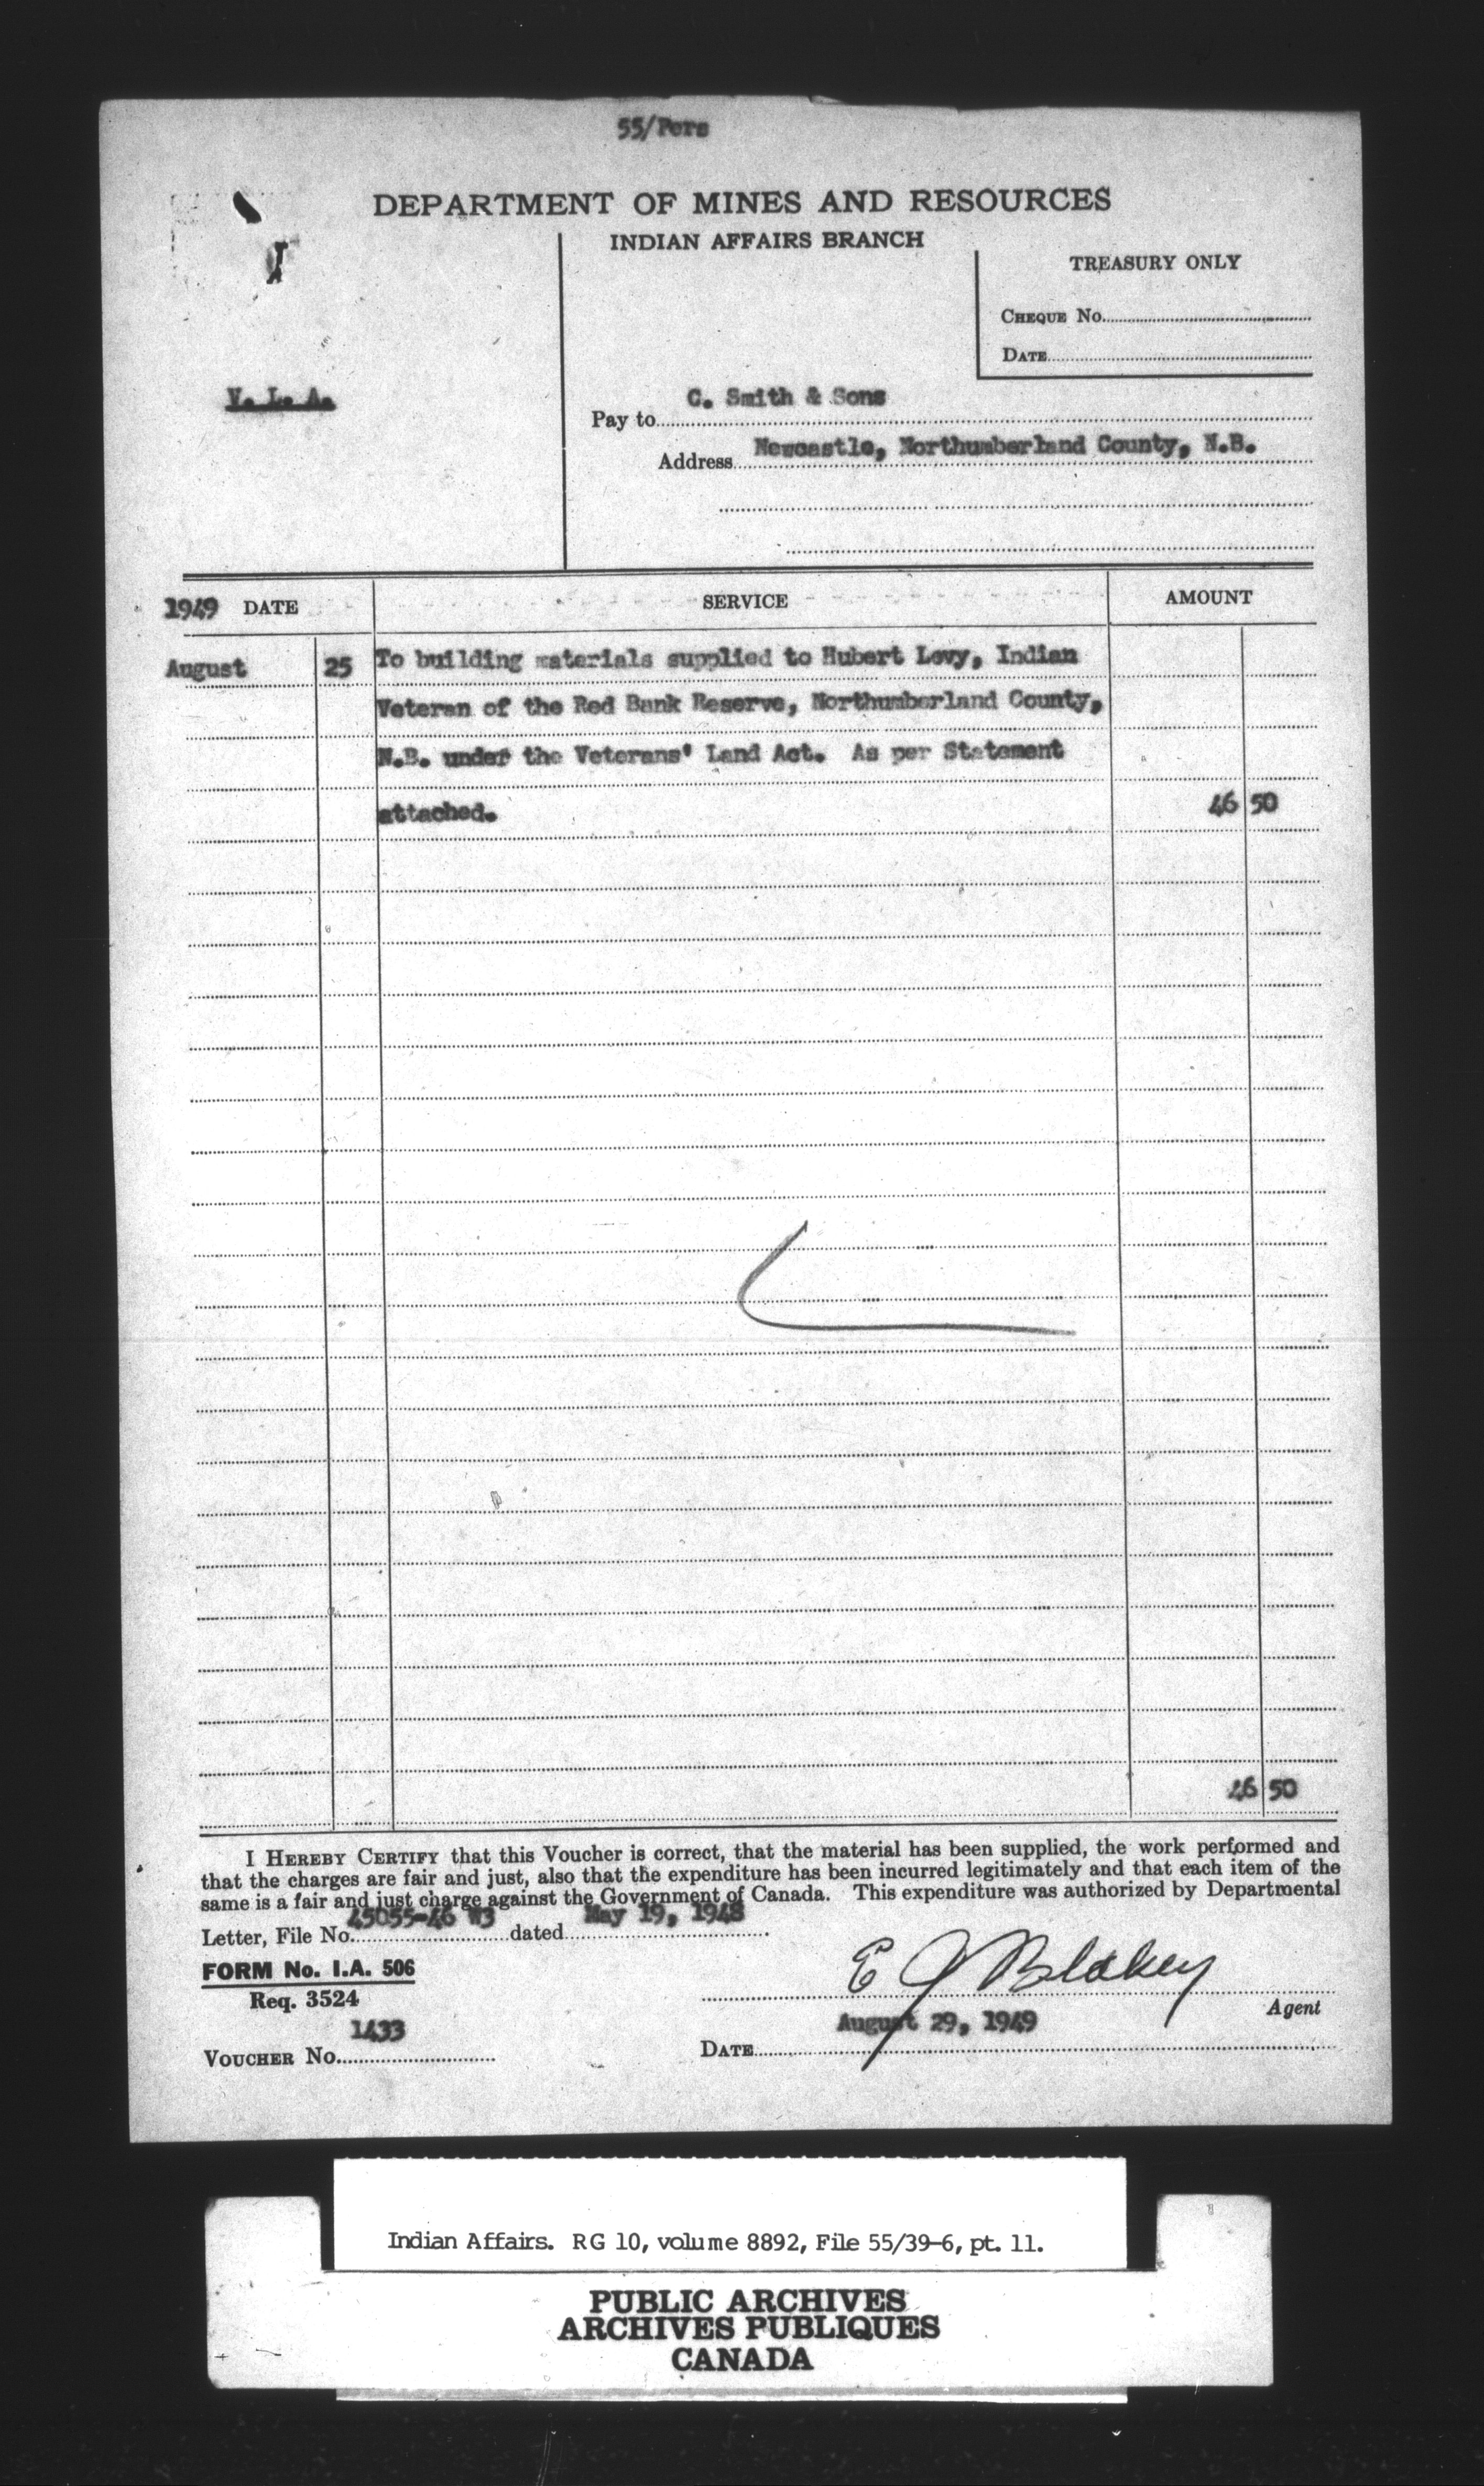 55/Pers
DEPARTMENT OF MINES AND RESOURCES
INDIAN AFFAIRS BRANCH
TREASURY ONLY
CHEQUE No.
DATE
V. L. A.
Pay to C. Smith & Sons
Address Newcastle, Northumberland County, N.B.
1949 DATE SERVICE AMOUNT
August 25 To building materials supplied to Hubert Levy, Indian
Veteran of the Red Bank Reserve, Northumberland County,
N.B. under the Veterans' Land Act. As per Statement
attached. 46 50
46 50
I HEREBY CERTIFY that this Voucher is correct, that the material has been supplied, the work performed and
that the charges are fair and just, also that the expenditure has been incurred legitimately and that each item of the
same is a fair and just charge against the Government of Canada. This expenditure was authorized by Departmental
Letter, File No. 45055-46 W3 dated May 19, 1948.
FORM No. I.A. 506
Req. 3524
E J Blakey
Agent
VOUCHER No. 1433
DATE August 29, 1949
Indian Affairs. RG 10, volume 8892, File 55/39-6, pt. 11.
PUBLIC ARCHIVES
ARCHIVES PUBLIQUES
CANADA